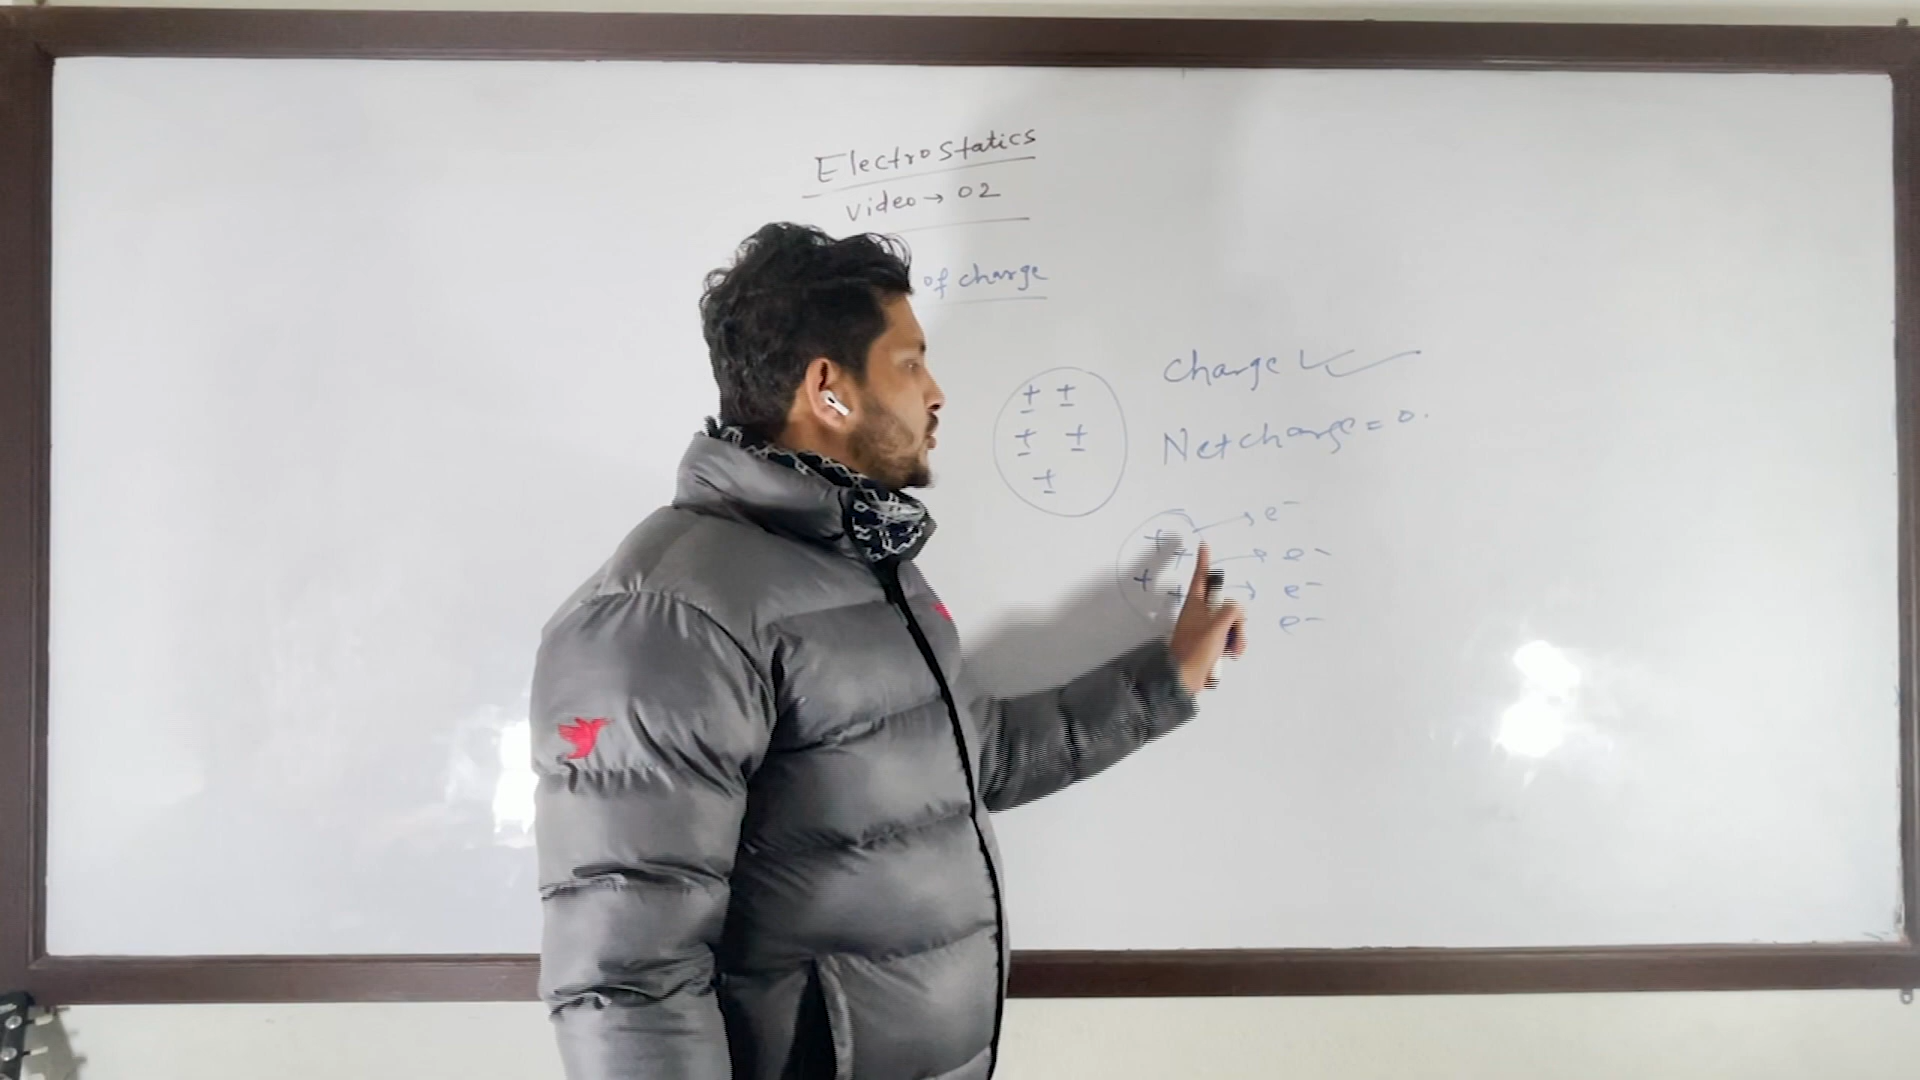 Electrostatics
Video → 02
of charge
± ±
± ±
±
Charge ✓
Net charge = 0.
+ → e⁻
+ → e⁻
+ + → e⁻
e⁻